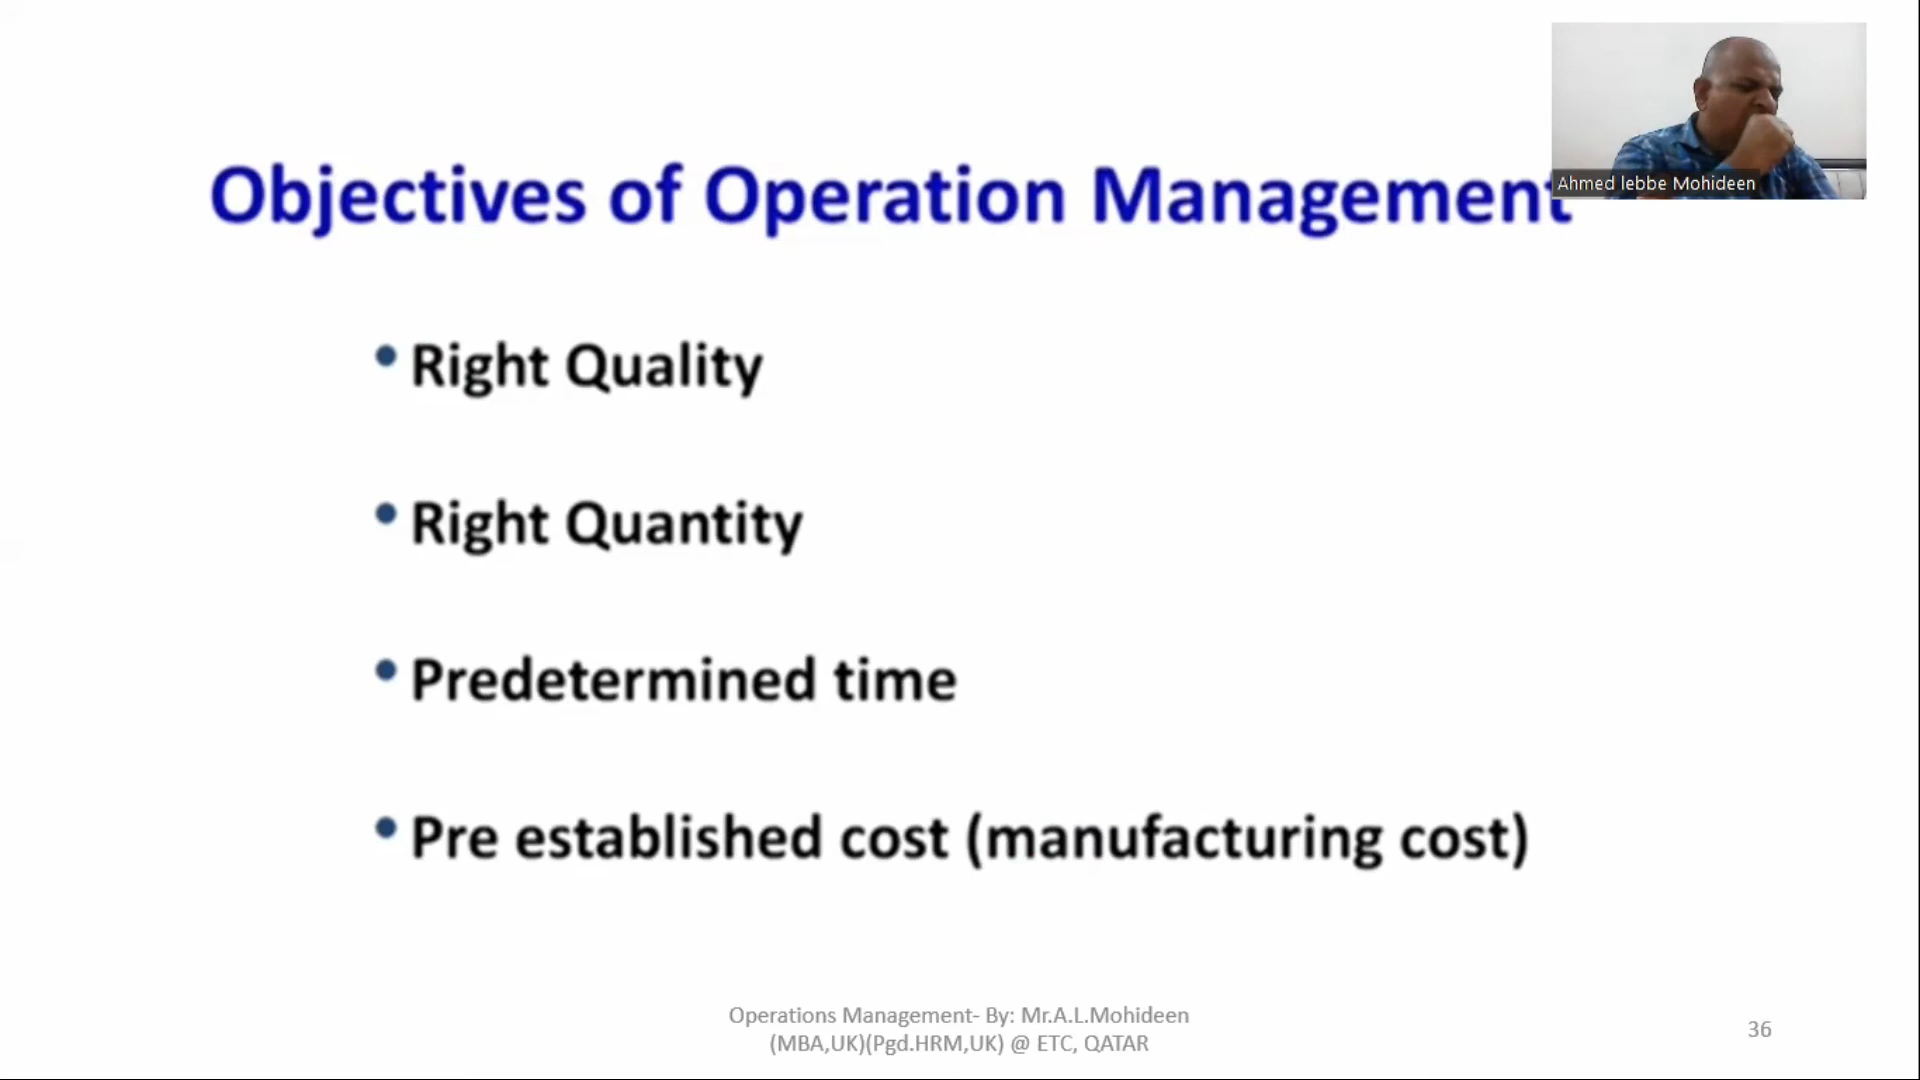 Objectives of Operation Management
Ahmed lebbe Mohideen
• Right Quality
• Right Quantity
• Predetermined time
• Pre established cost (manufacturing cost)
Operations Management- By: Mr.A.L.Mohideen
(MBA,UK)(Pgd.HRM,UK) @ ETC, QATAR
36